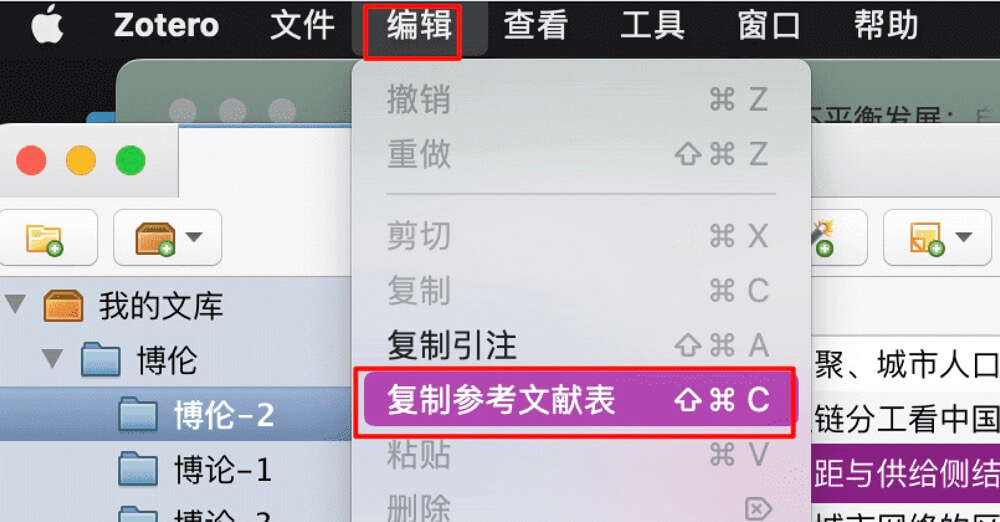 Zotero 文件 编辑 查看 工具 窗口 帮助
撤销 ⌘ Z
不平衡发展：
重做 ⇧⌘ Z
剪切 ⌘ X
复制 ⌘ C
我的文库
复制引注 ⇧⌘ A
博伦
聚、城市人口
复制参考文献表 ⇧⌘ C
博伦-2
链分工看中国
粘贴 ⌘ V
博论-1
距与供给侧结
删除 ⌦